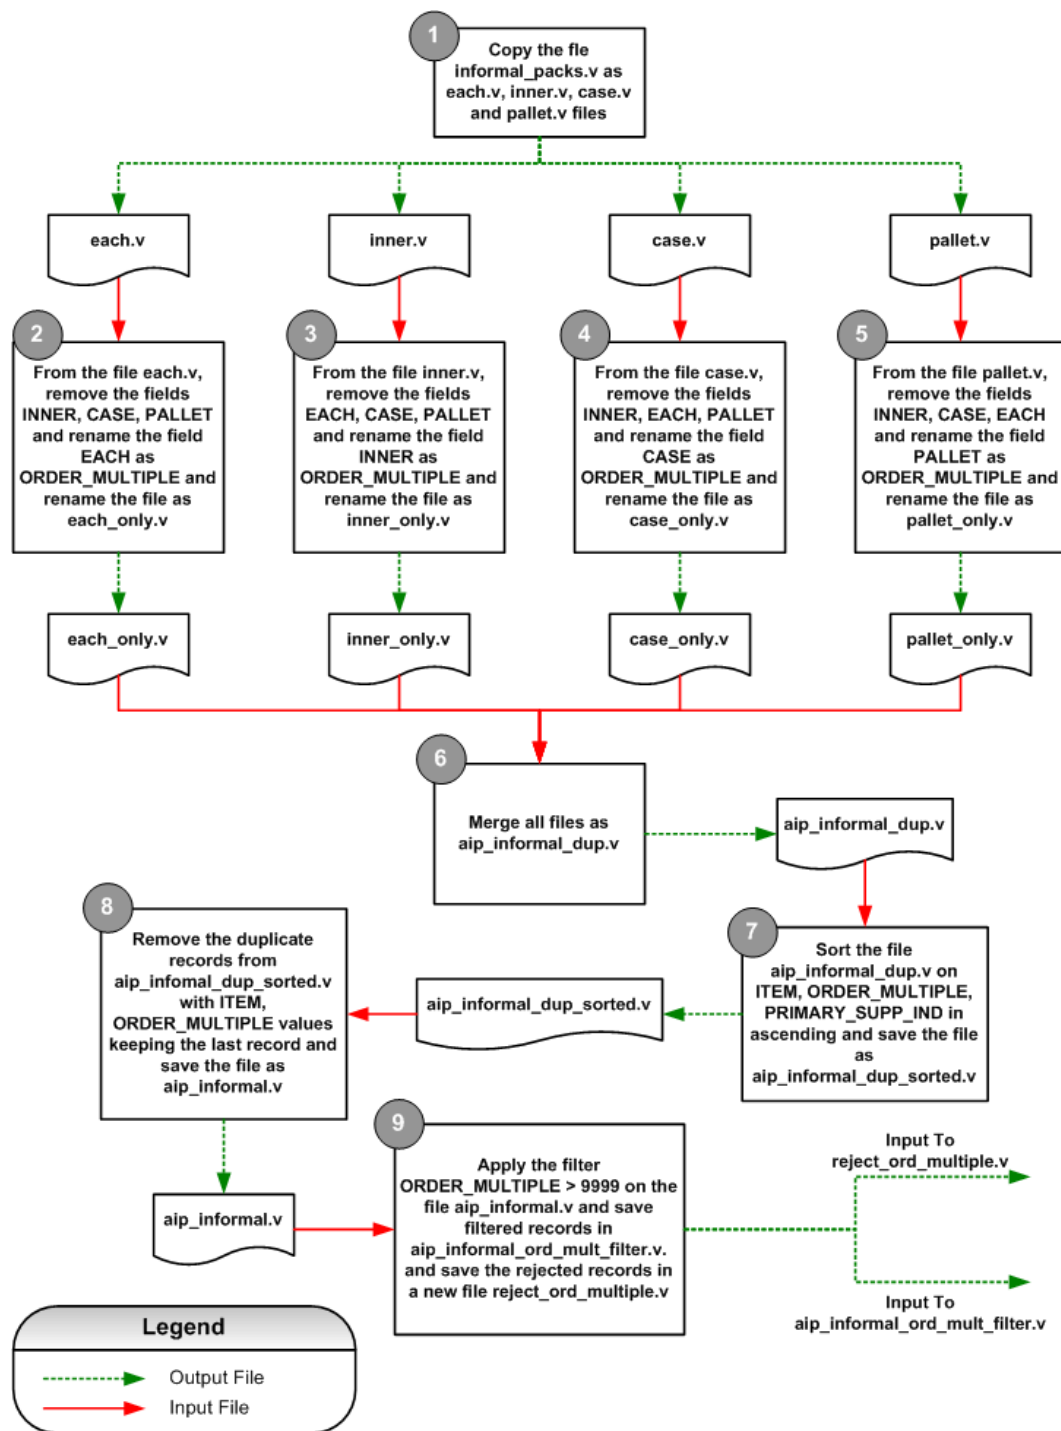 1
Copy the fle
informal_packs.v as
each.v, inner.v, case.v
and pallet.v files
each.v
inner.v
case.v
pallet.v
2
From the file each.v,
remove the fields
INNER, CASE, PALLET
and rename the field
EACH as
ORDER_MULTIPLE and
rename the file as
each_only.v
3
From the file inner.v,
remove the fields
EACH, CASE, PALLET
and rename the field
INNER as
ORDER_MULTIPLE and
rename the file as
inner_only.v
4
From the file case.v,
remove the fields
INNER, EACH, PALLET
and rename the field
CASE as
ORDER_MULTIPLE and
rename the file as
case_only.v
5
From the file pallet.v,
remove the fields
INNER, CASE, EACH
and rename the field
PALLET as
ORDER_MULTIPLE and
rename the file as
pallet_only.v
each_only.v
inner_only.v
case_only.v
pallet_only.v
6
Merge all files as
aip_informal_dup.v
aip_informal_dup.v
7
Sort the file
aip_informal_dup.v on
ITEM, ORDER_MULTIPLE,
PRIMARY_SUPP_IND in
ascending and save the file
as
aip_informal_dup_sorted.v
aip_informal_dup_sorted.v
8
Remove the duplicate
records from
aip_infomal_dup_sorted.v
with ITEM,
ORDER_MULTIPLE values
keeping the last record and
save the file as
aip_informal.v
aip_informal.v
9
Apply the filter
ORDER_MULTIPLE > 9999 on
the file aip_informal.v and save
filtered records in
aip_informal_ord_mult_filter.v.
and save the rejected records in
a new file reject_ord_multiple.v
Input To
reject_ord_multiple.v
Input To
aip_informal_ord_mult_filter.v
Legend
Output File
Input File